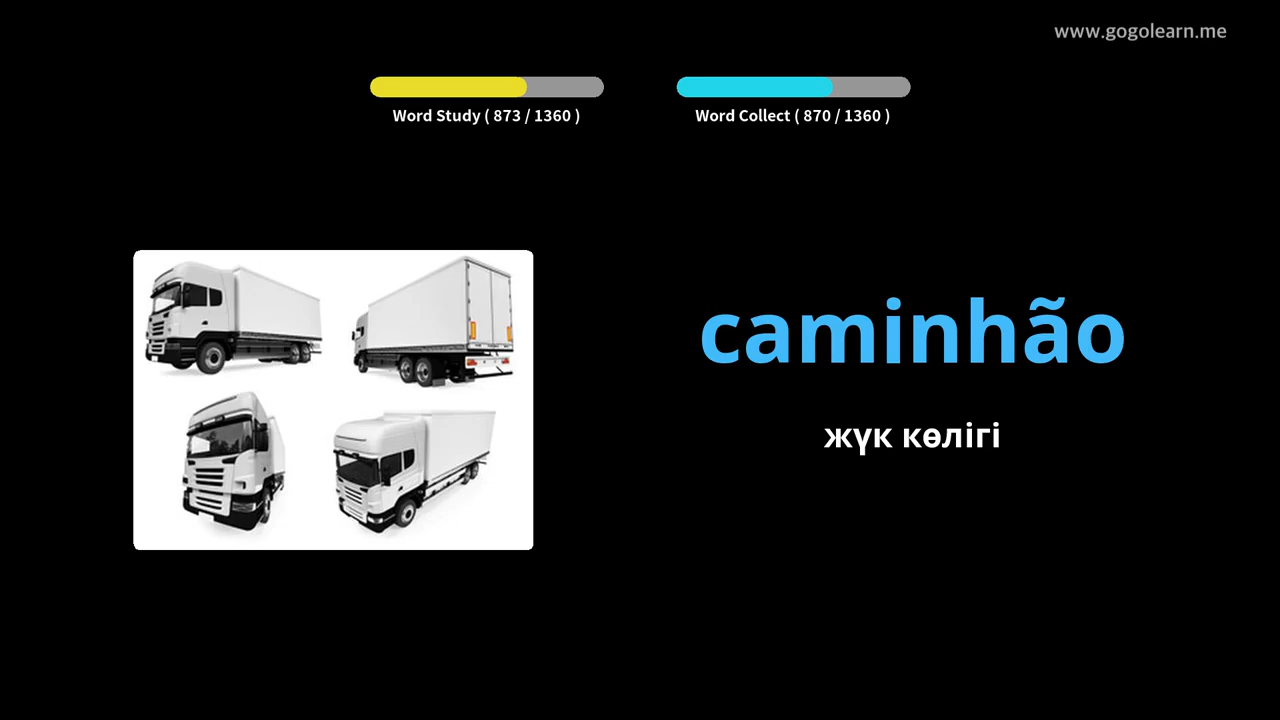 www.gogolearn.me
Word Study ( 873 / 1360 )
Word Collect ( 870 / 1360 )
caminhão
жүк көлігі